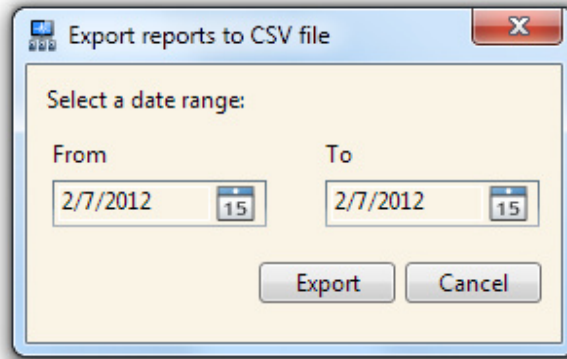 Export reports to CSV file
Select a date range:
From To
2/7/2012 15 2/7/2012 15
Export Cancel